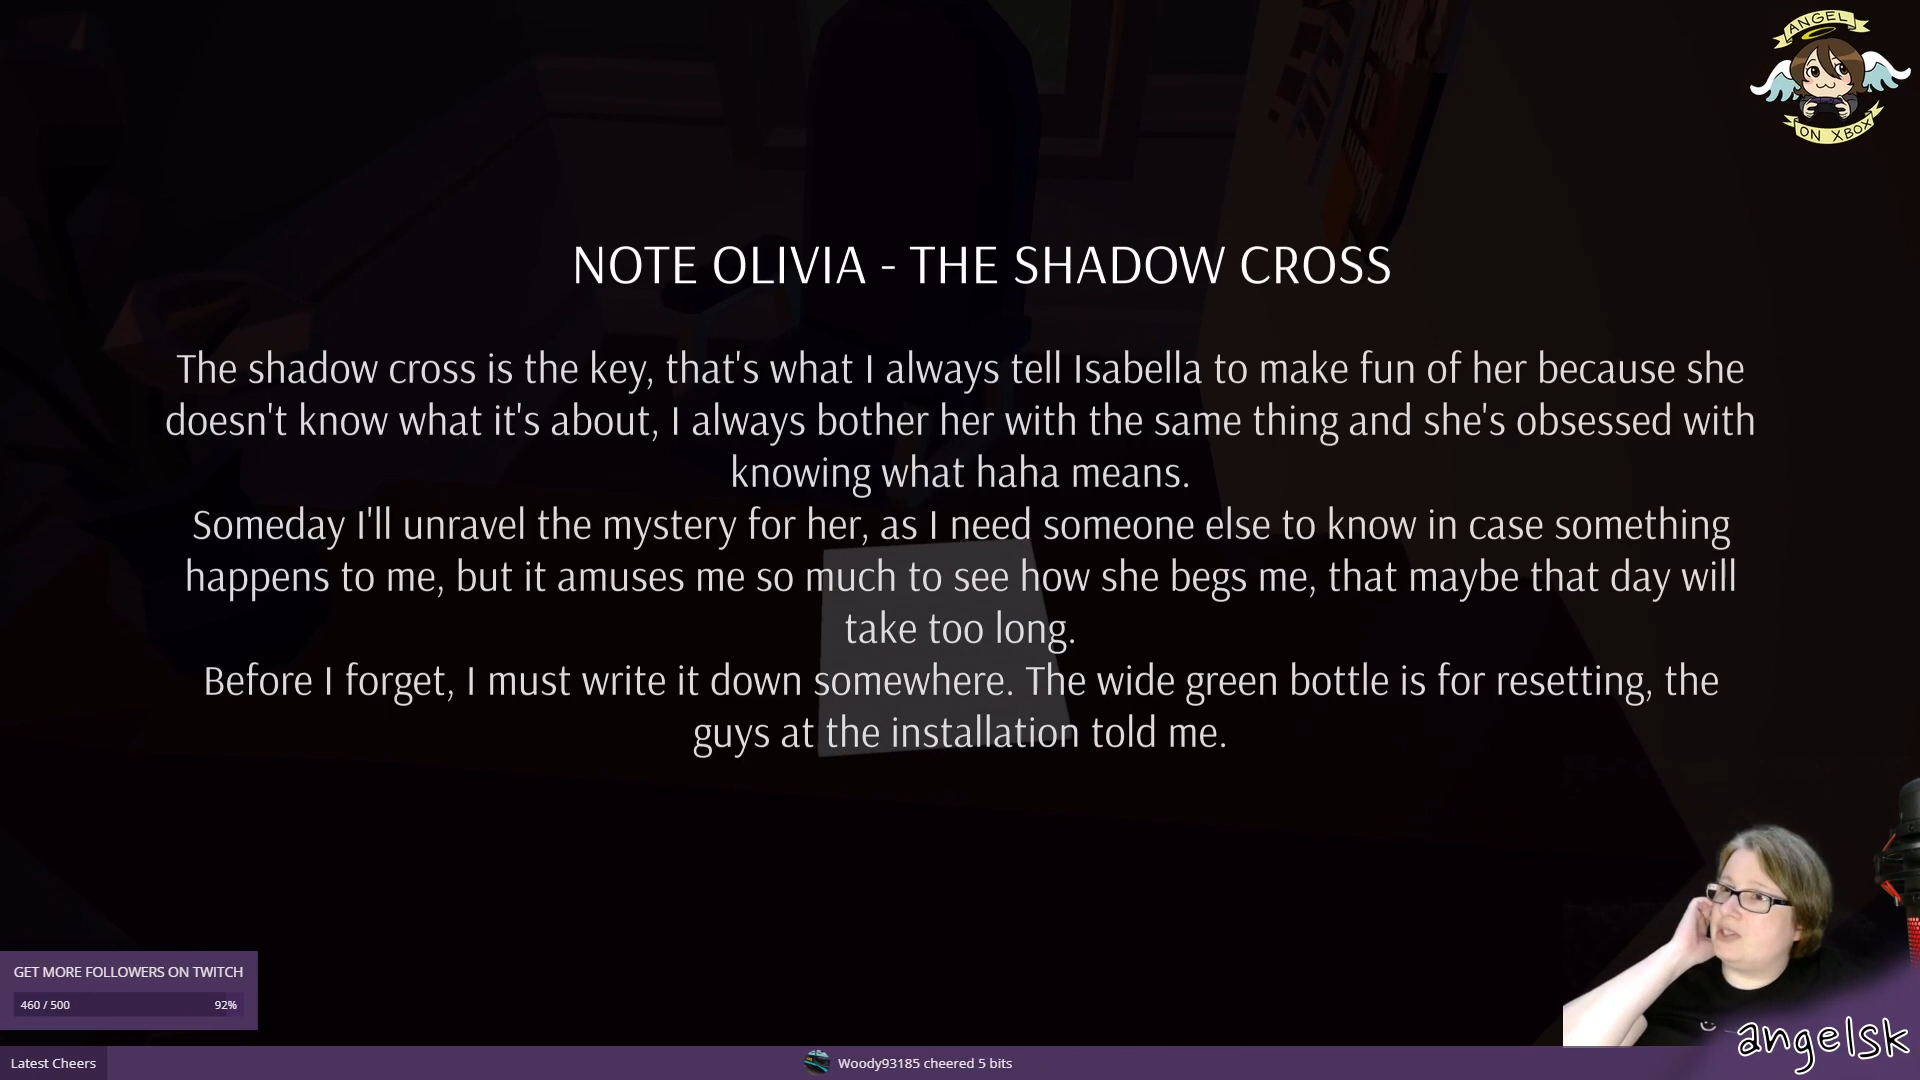 ANGEL
ON XBOX
NOTE OLIVIA - THE SHADOW CROSS
The shadow cross is the key, that's what I always tell Isabella to make fun of her because she
doesn't know what it's about, I always bother her with the same thing and she's obsessed with
knowing what haha means.
Someday I'll unravel the mystery for her, as I need someone else to know in case something
happens to me, but it amuses me so much to see how she begs me, that maybe that day will
take too long.
Before I forget, I must write it down somewhere. The wide green bottle is for resetting, the
guys at the installation told me.
GET MORE FOLLOWERS ON TWITCH
460 / 500 92%
angelsk
Latest Cheers Woody93185 cheered 5 bits